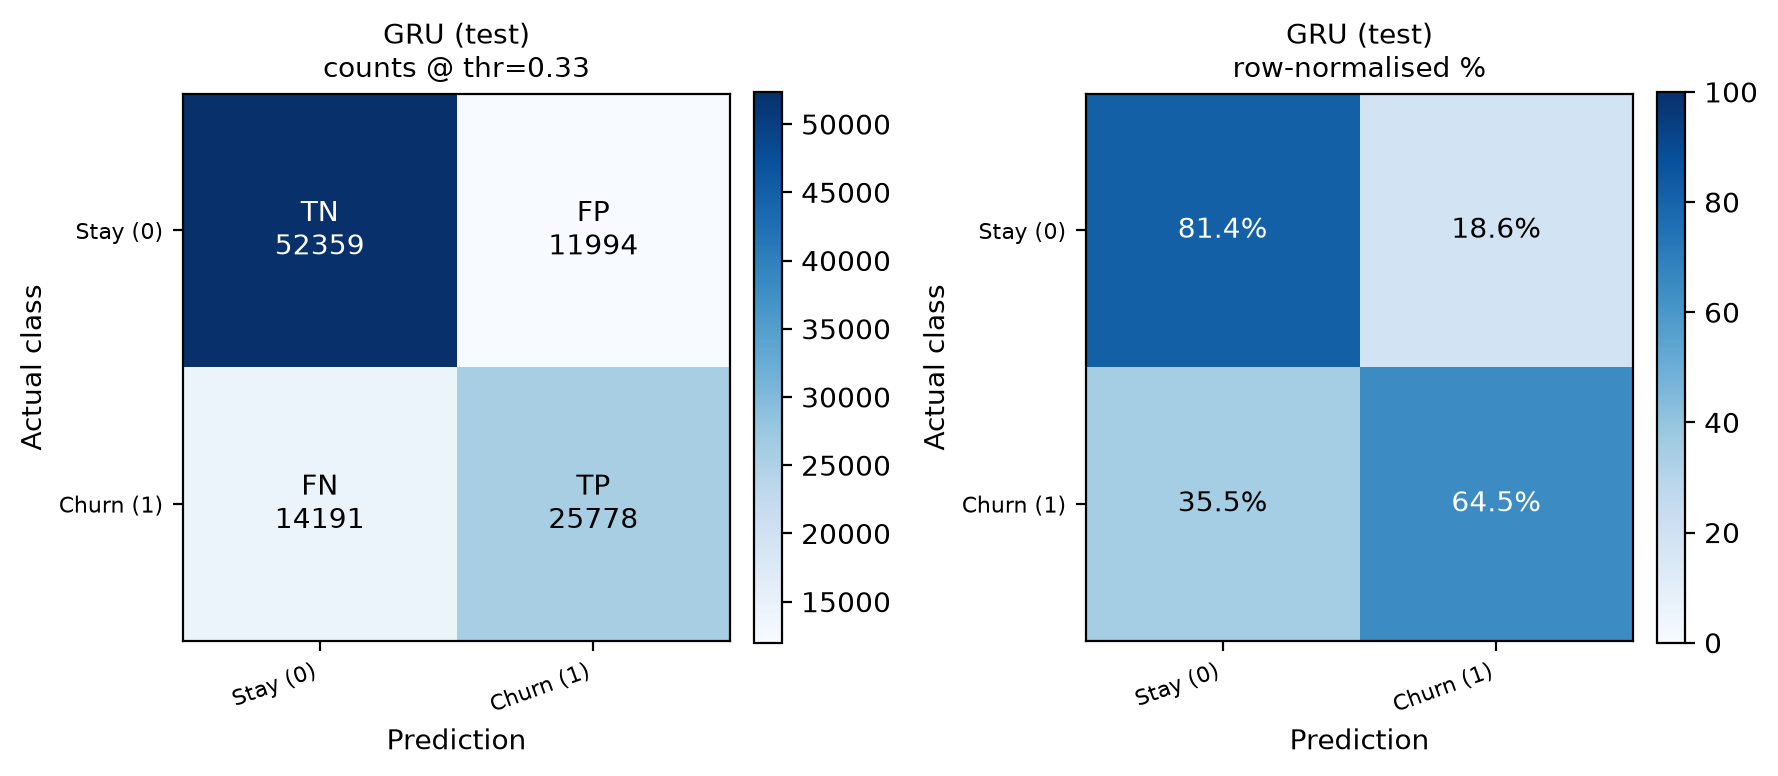 GRU (test)
counts @ thr=0.33
Actual class
Stay (0)
Churn (1)
TN
52359
FP
11994
FN
14191
TP
25778
Stay (0)
Churn (1)
Prediction
50000
45000
40000
35000
30000
25000
20000
15000
GRU (test)
row-normalised %
Actual class
Stay (0)
Churn (1)
81.4%
18.6%
35.5%
64.5%
Stay (0)
Churn (1)
Prediction
100
80
60
40
20
0